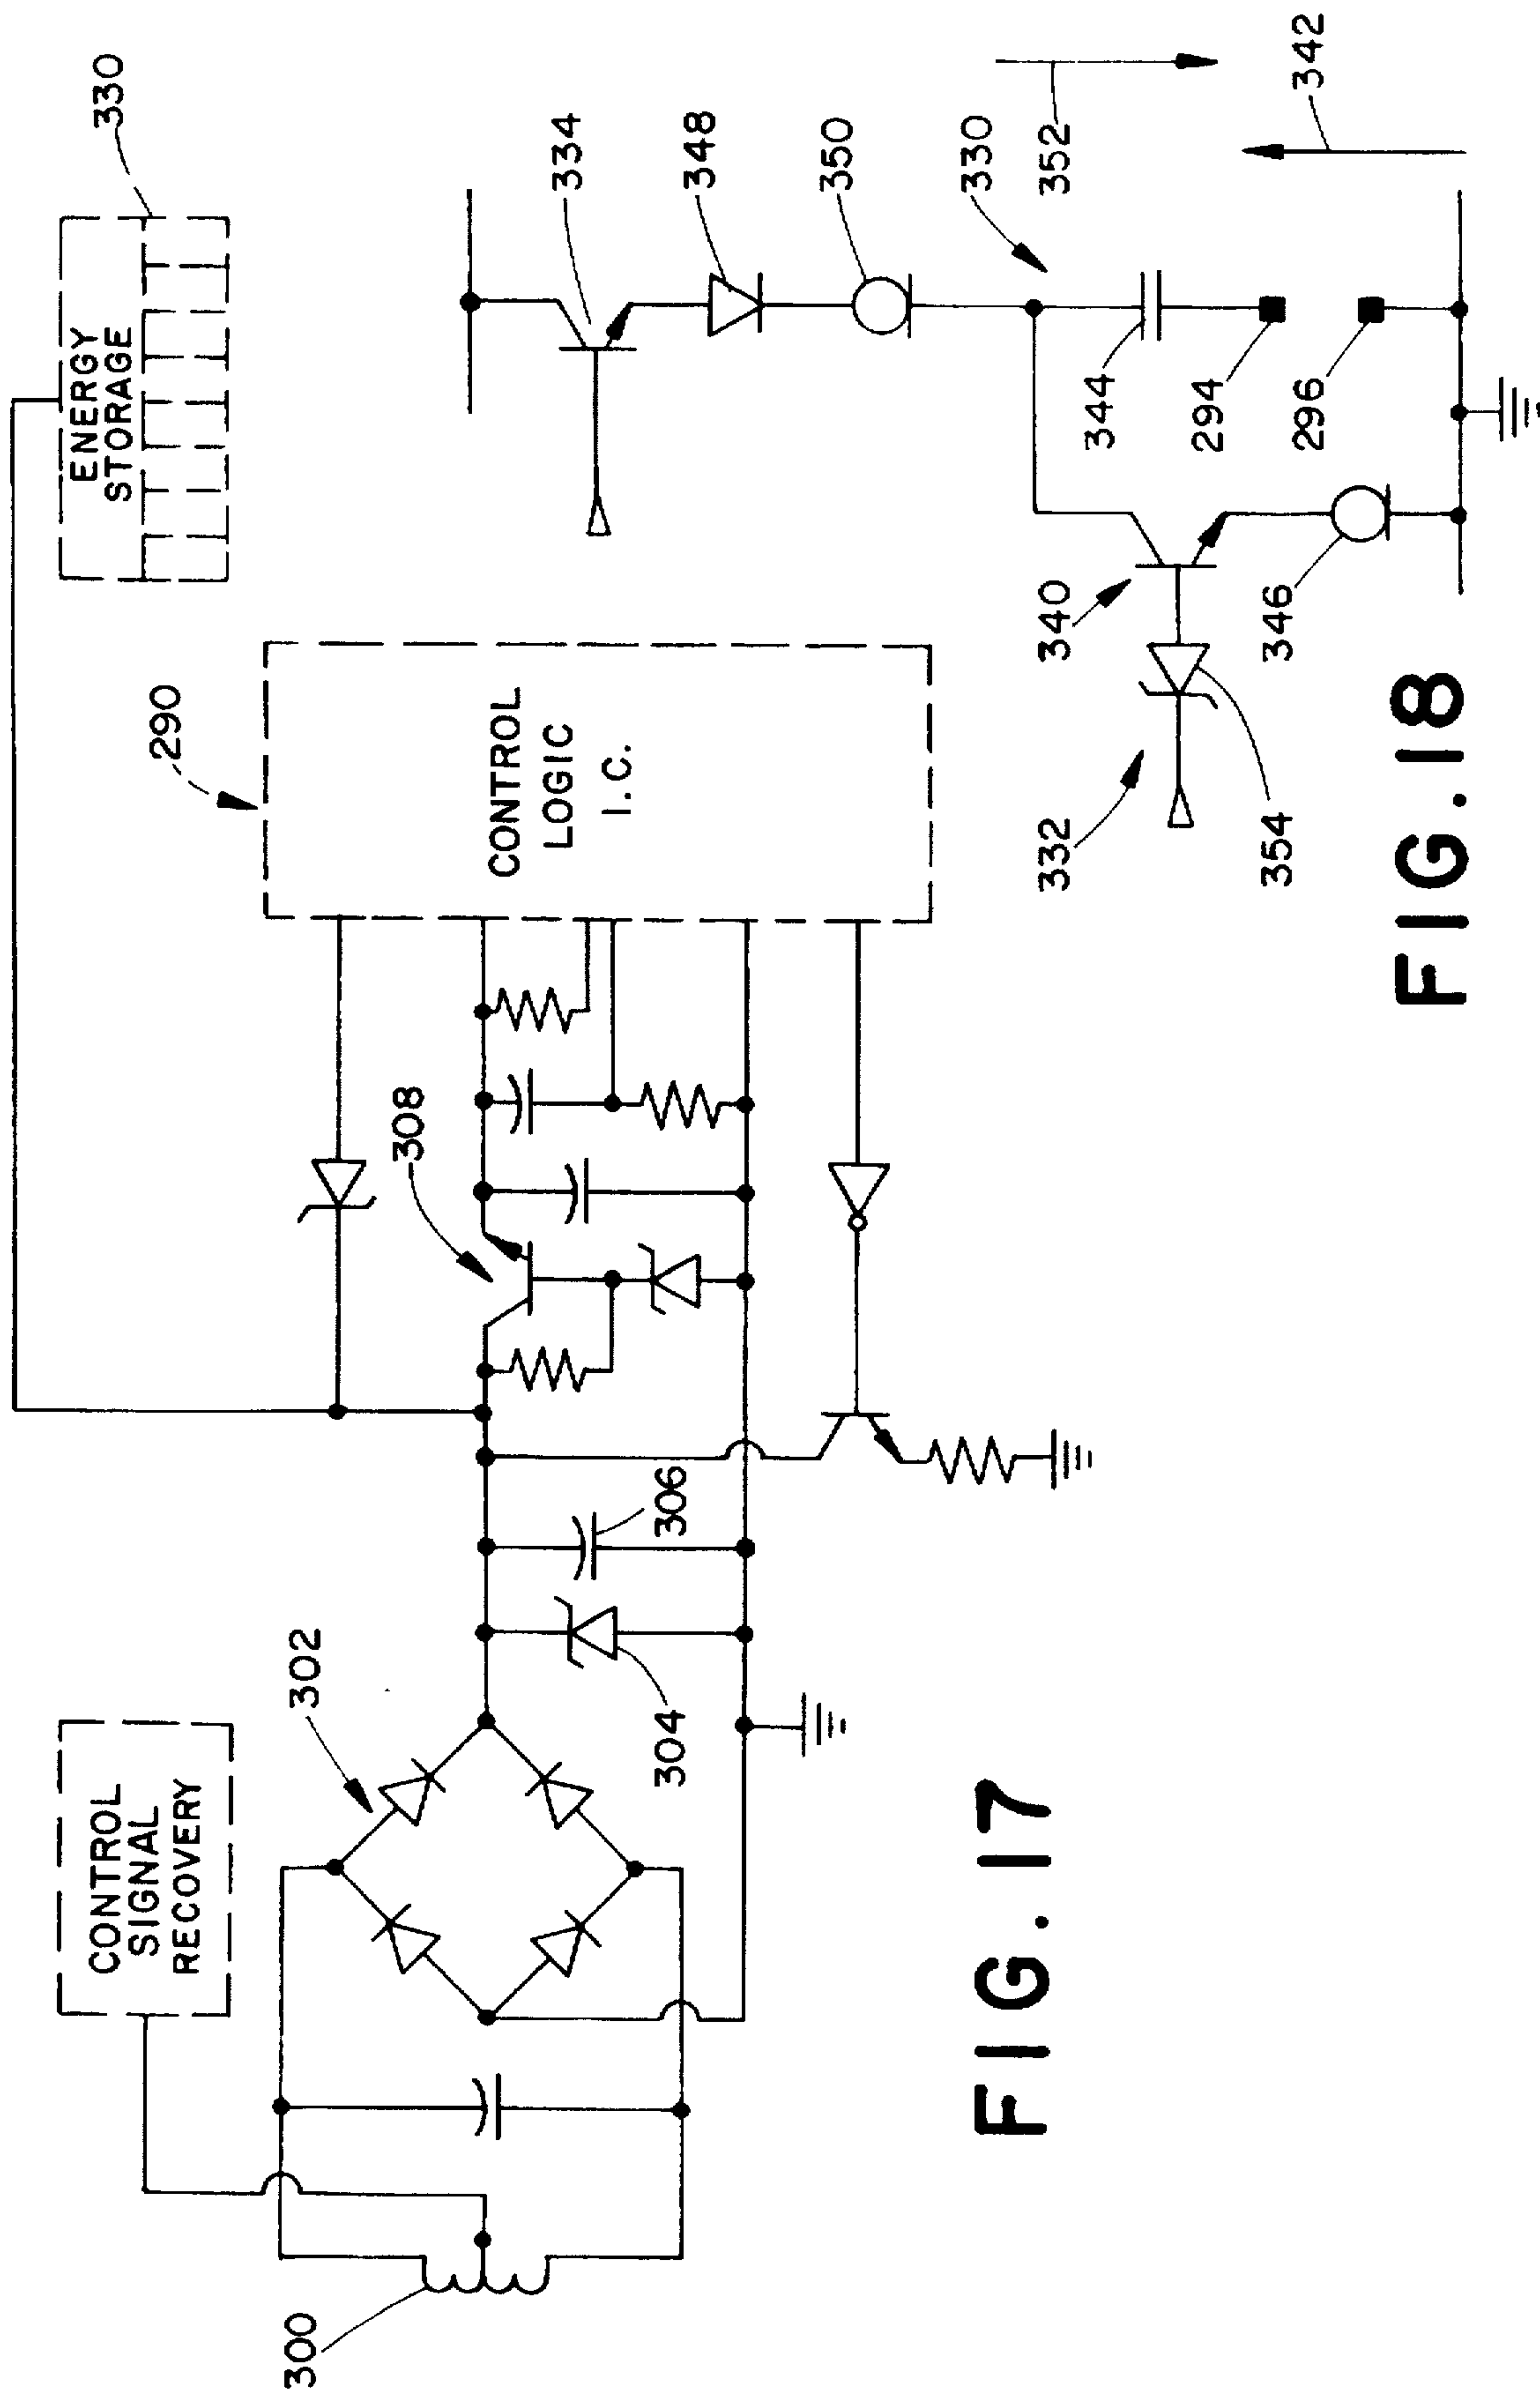 330
ENERGY
STORAGE
290
CONTROL
LOGIC
I.C.
308
306
304
302
CONTROL
SIGNAL
RECOVERY
300
FIG.17
334
348
350
330
352
342
344
294
296
340
346
332
354
FIG.18